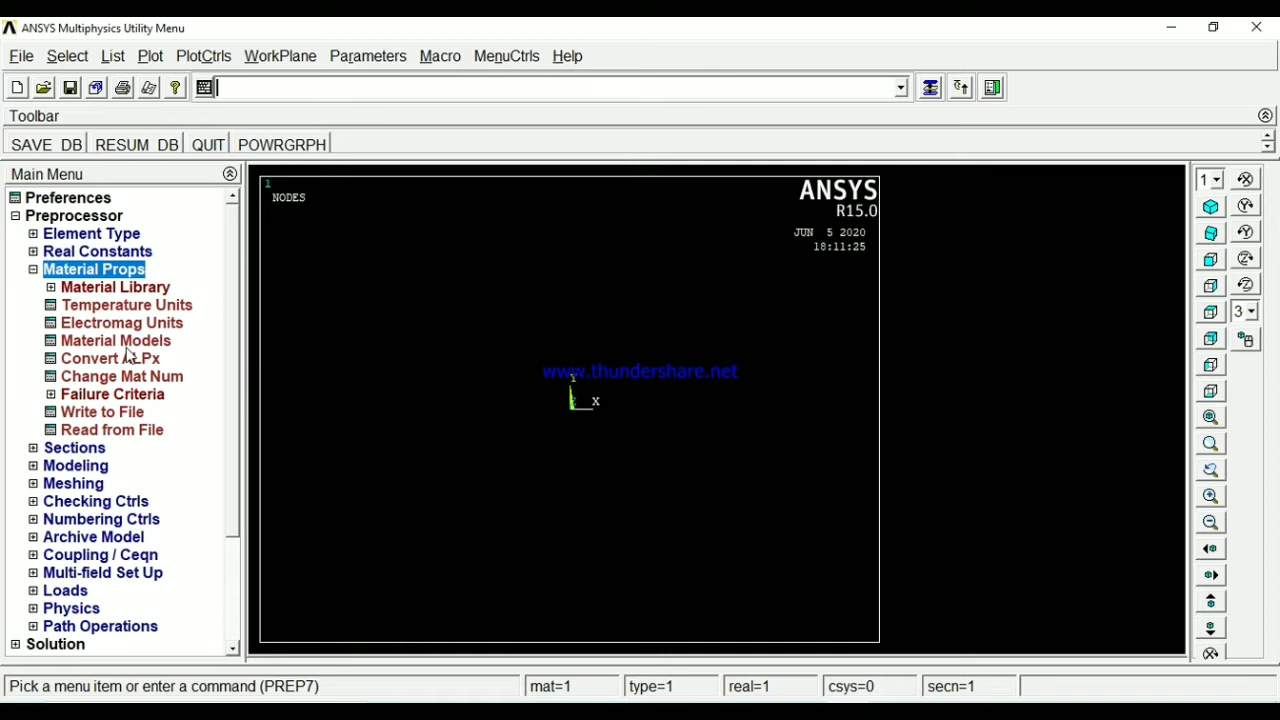 ANSYS Multiphysics Utility Menu
File Select List Plot PlotCtrls WorkPlane Parameters Macro MenuCtrls Help
Toolbar
SAVE_DB RESUM_DB QUIT POWRGRPH
Main Menu
Preferences
Preprocessor
Element Type
Real Constants
Material Props
Material Library
Temperature Units
Electromag Units
Material Models
Convert ALPx
Change Mat Num
Failure Criteria
Write to File
Read from File
Sections
Modeling
Meshing
Checking Ctrls
Numbering Ctrls
Archive Model
Coupling / Ceqn
Multi-field Set Up
Loads
Physics
Path Operations
Solution
1
NODES
ANSYS
R15.0
JUN 5 2020
18:11:25
www.thundershare.net
Y
X
1
3
Pick a menu item or enter a command (PREP7) mat=1 type=1 real=1 csys=0 secn=1